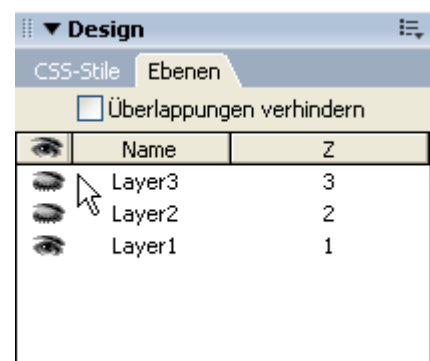 Design
CSS-Stile Ebenen
Überlappungen verhindern
Name Z
Layer3 3
Layer2 2
Layer1 1